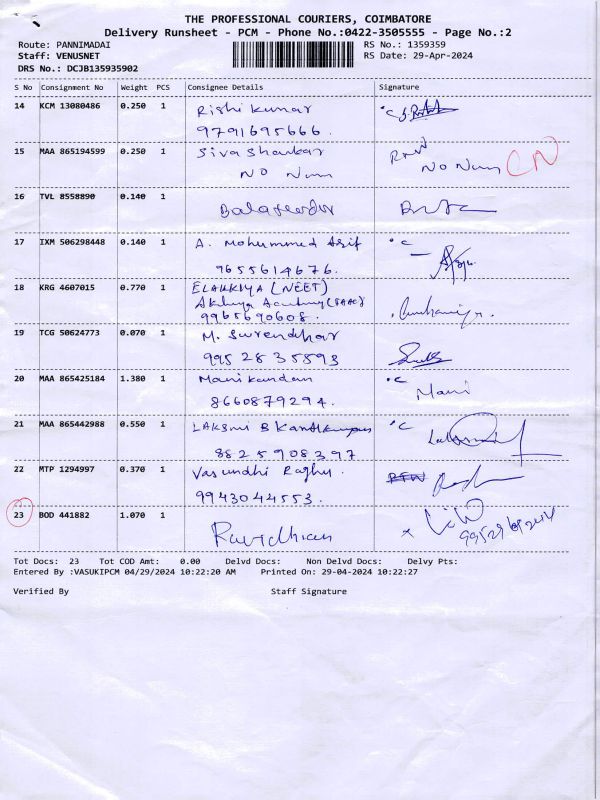 THE PROFESSIONAL COURIERS, COIMBATORE
Delivery Runsheet - PCM - Phone No.:0422-3505555 - Page No.:2
Route: PANNIMADAI
RS No.: 1359359
Staff: VENUSNET
RS Date: 29-Apr-2024
DRS No.: DCJB135935902
S No Consignment No Weight PCS Consignee Details Signature
14 KCM 13080486 0.250 1 Rishi kumar
9791695666.
15 MAA 865194599 0.250 1 Siva Shankar
NO Num No Num CN
16 TVL 8558890 0.140 1
17 IXM 506298448 0.140 1 A. Mohummed Asif °C
9655614676.
18 KRG 4607015 0.770 1 ELAKKIYA (NEET)
9965690608
19 TCG 50624773 0.070 1 M. Surendhar
9952835893
20 MAA 865425184 1.380 1 Manikandan °C
8660879294. Mani
21 MAA 865442988 0.550 1 LAKSMI B °C
8825908397
22 MTP 1294997 0.370 1 Vasundhi Raghu.
9943044553.
23 BOD 441882 1.070 1
Tot Docs: 23 Tot COD Amt: 0.00 Delvd Docs: Non Delvd Docs: Delvy Pts:
Entered By :VASUKIPCM 04/29/2024 10:22:20 AM Printed On: 29-04-2024 10:22:27
Verified By Staff Signature